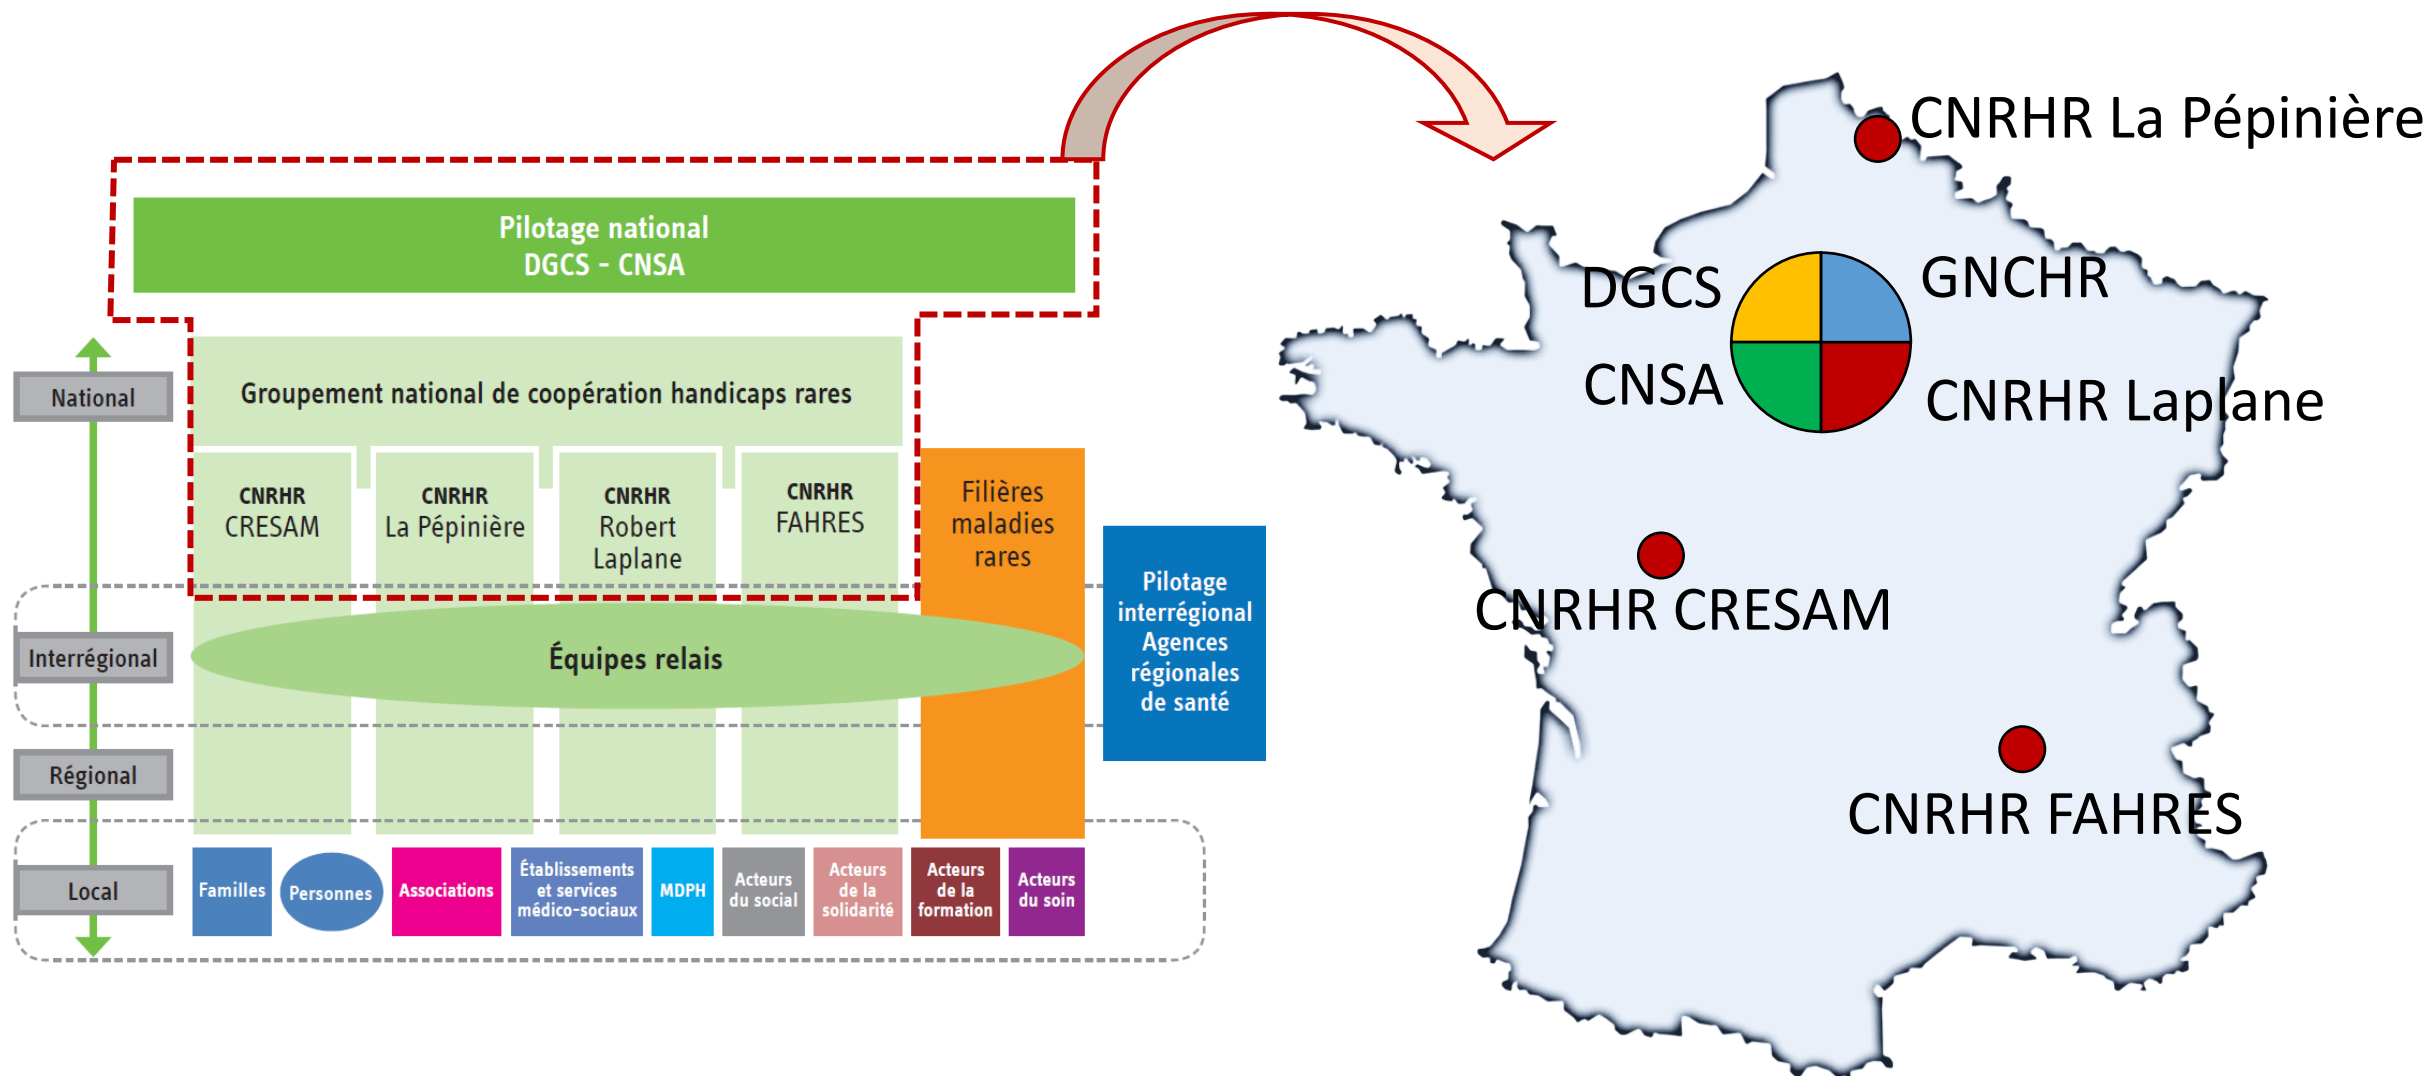 Pilotage national
DGCS - CNSA
National
Groupement national de coopération handicaps rares
CNRHR
CRESAM
CNRHR
La Pépinière
CNRHR
Robert
Laplane
CNRHR
FAHRES
Filières
maladies
rares
Pilotage
interrégional
Agences
régionales
de santé
Interrégional
Équipes relais
Régional
Local
Familles
Personnes
Associations
Établissements
et services
médico-sociaux
MDPH
Acteurs
du social
Acteurs
de la
solidarité
Acteurs
de la
formation
Acteurs
du soin
CNRHR La Pépinière
DGCS
GNCHR
CNSA
CNRHR Laplane
CNRHR CRESAM
CNRHR FAHRES